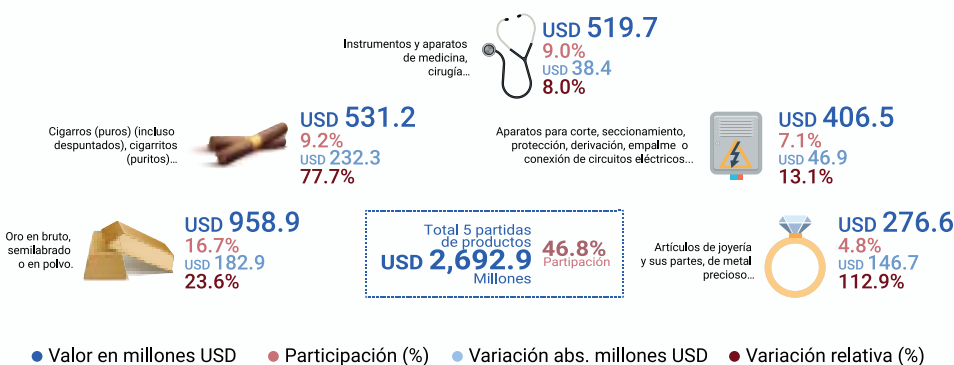 Instrumentos y aparatos
de medicina,
cirugía...
USD 519.7
9.0%
USD 38.4
8.0%
Cigarros (puros) (incluso
despuntados), cigarritos
(puritos)...
USD 531.2
9.2%
USD 232.3
77.7%
Aparatos para corte, seccionamiento,
protección, derivación, empalme o
conexión de circuitos eléctricos...
USD 406.5
7.1%
USD 46.9
13.1%
Oro en bruto,
semilabrado
o en polvo.
USD 958.9
16.7%
USD 182.9
23.6%
Total 5 partidas
de productos
USD 2,692.9
Millones
46.8%
Partipación
Artículos de joyería
y sus partes, de metal
precioso...
USD 276.6
4.8%
USD 146.7
112.9%
Valor en millones USD
Participación (%)
Variación abs. millones USD
Variación relativa (%)